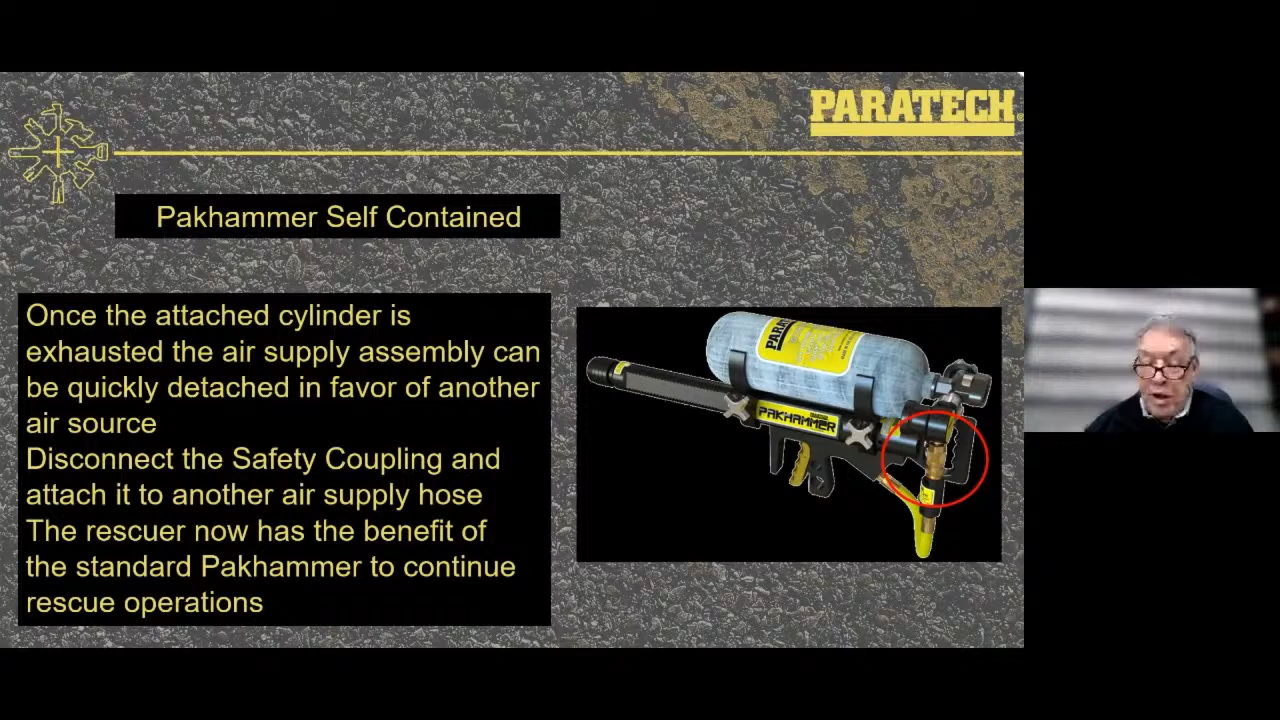 PARATECH
Pakhammer Self Contained
Once the attached cylinder is
exhausted the air supply assembly can
be quickly detached in favor of another
air source
Disconnect the Safety Coupling and
attach it to another air supply hose
The rescuer now has the benefit of
the standard Pakhammer to continue
rescue operations
PAKHAMMER